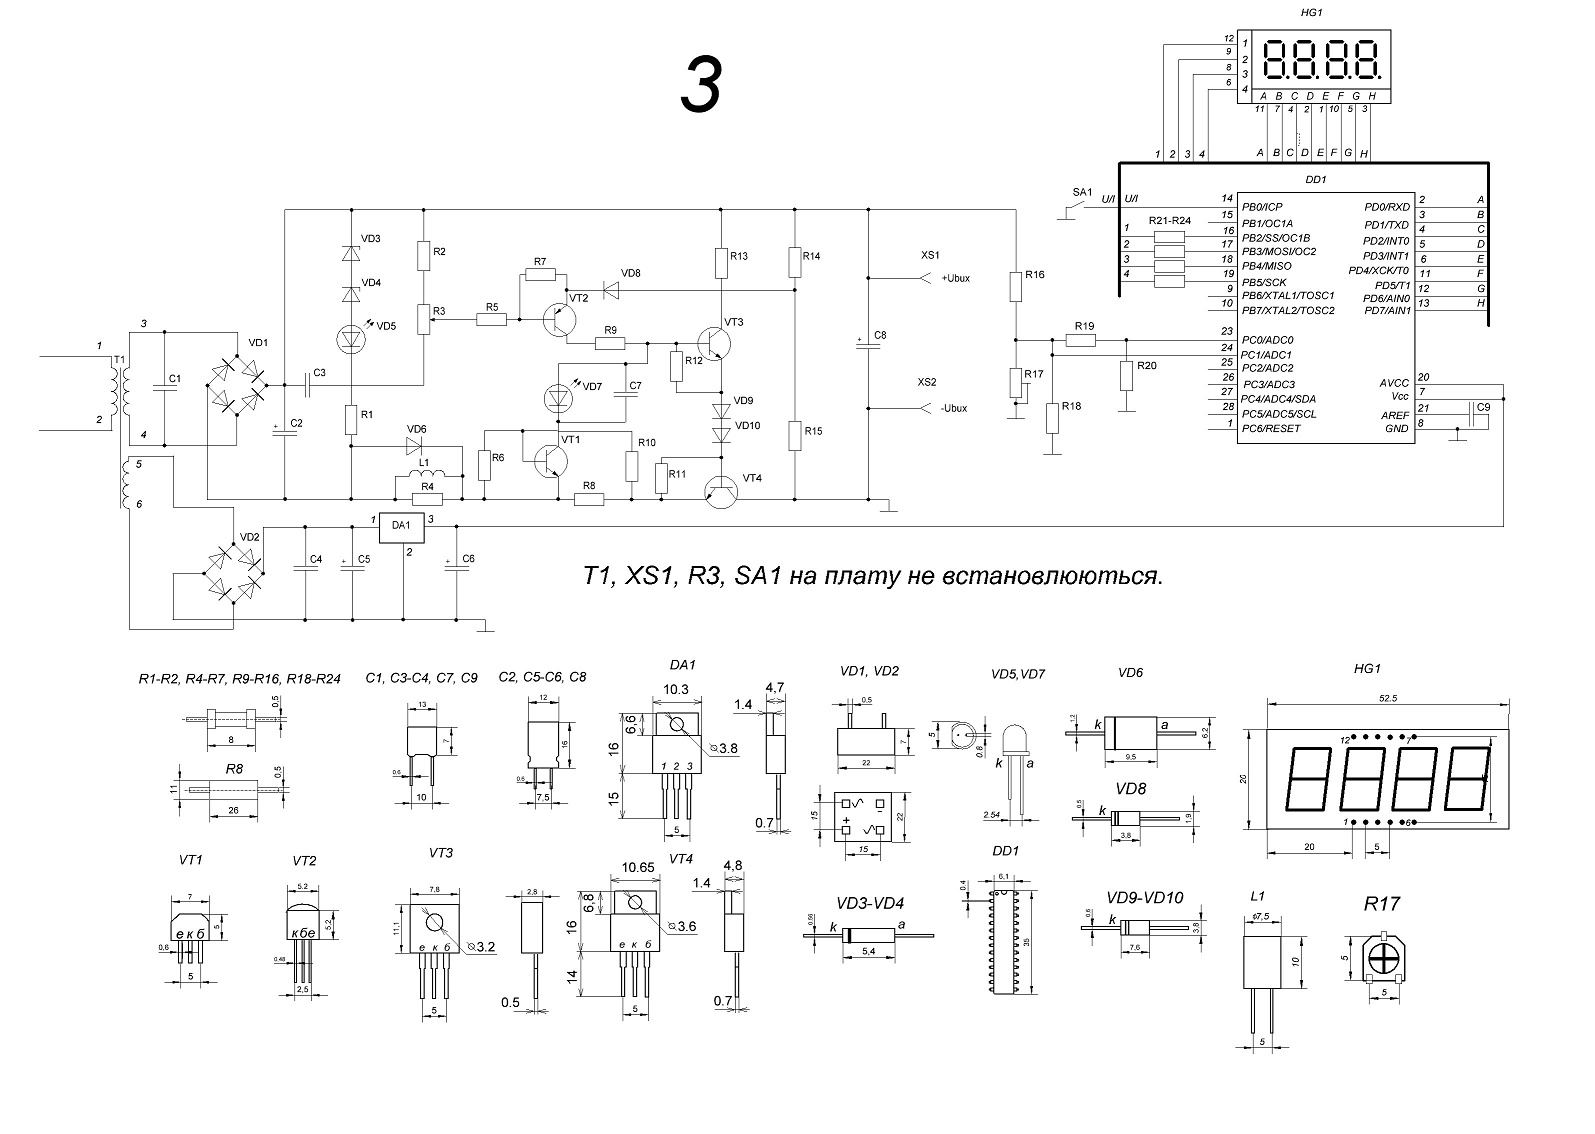 3
HG1
12 1
9 2
8 3
6 4
A B C D E F G H
11 7 4 2 1 10 5 3
A B C D E F G H
1 2 3 4
DD1
SA1 U/I U/I 14 PB0/ICP PD0/RXD 2 A
15 PB1/OC1A PD1/TXD 3 B
R21-R24
1 16 PB2/SS/OC1B PD2/INT0 4 C
2 17 PB3/MOSI/OC2 PD3/INT1 5 D
3 18 PB4/MISO PD4/XCK/T0 6 E
4 19 PB5/SCK PD5/T1 11 F
9 PB6/XTAL1/TOSC1 PD6/AIN0 12 G
10 PB7/XTAL2/TOSC2 PD7/AIN1 13 H
23 PC0/ADC0
24 PC1/ADC1
25 PC2/ADC2
26 PC3/ADC3 AVCC 20
27 PC4/ADC4/SDA Vcc 7
28 PC5/ADC5/SCL AREF 21 C9
1 PC6/RESET GND 8
VD3 R2 R7 VD8 R13 R14 XS1 +Uвих R16
VD4 R3 R5 VT2
VD5 R9 VT3 C8 R19
1 2 T1 3 4 C1 VD1 C3 R12 XS2 -Uвих R17 R20
VD7 C7 VD9
C2 R1 R18
VD6 VT1 R10 VD10 R15
L1 R6 R11 VT4
R4 R8
5 6
VD2 1 DA1 3
2
C4 C5 C6
T1, XS1, R3, SA1 на плату не встановлюються.
R1-R2, R4-R7, R9-R16, R18-R24
0,5
8
R8
11 0,5
26
C1, C3-C4, C7, C9
13
7
0,6
10
C2, C5-C6, C8
12
16
0,6
7,5
DA1
10.3 4,7
1.4
6,6
16 ⌀3.8
1 2 3
15
0.7
5
VD1, VD2
0,5
7
22
15 + - 22
15
VD5,VD7
5 0,8
k a
2.54
VD6
1,2 k a 6,2
9,5
VD8
0,5 k 1,9
3,8
HG1
52.5
12 7
26
1 6
20 5
VT1
7
е к б 5
0,6
5
VT2
5.2
кбе 5,2
0.48
2,5
VT3
7,8 2,8
11,1
е к б ⌀3.2
0.5
5
VT4
10.65 4,8
1.4
6,8
16 ⌀3.6
е к б
14
0.7
5
VD3-VD4
0,56 k a
5,4
DD1
6,1
0.4
35
VD9-VD10
0,6 k 3,8
7,6
L1
⌀7,5
10
5
R17
5
5